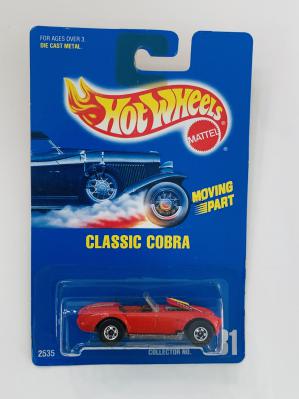 FOR AGES OVER 3.
DIE CAST METAL.
Hot Wheels
MATTEL
MOVING
PART
CLASSIC COBRA
2535
COLLECTOR NO.
31